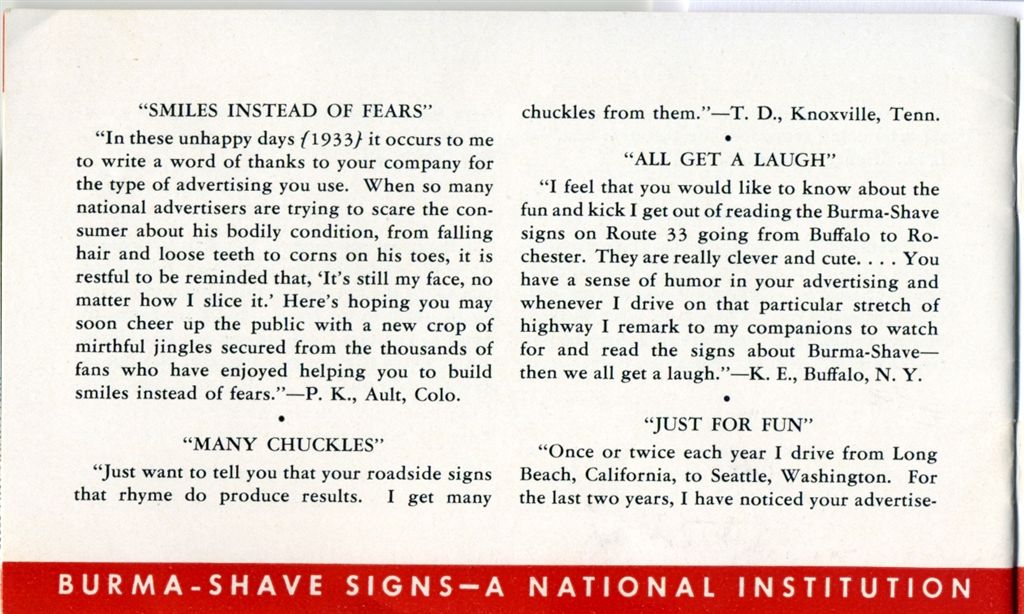 “SMILES INSTEAD OF FEARS”
“In these unhappy days {1933} it occurs to me
to write a word of thanks to your company for
the type of advertising you use. When so many
national advertisers are trying to scare the con-
sumer about his bodily condition, from falling
hair and loose teeth to corns on his toes, it is
restful to be reminded that, ‘It’s still my face, no
matter how I slice it.’ Here’s hoping you may
soon cheer up the public with a new crop of
mirthful jingles secured from the thousands of
fans who have enjoyed helping you to build
smiles instead of fears.”—P. K., Ault, Colo.
•
“MANY CHUCKLES”
“Just want to tell you that your roadside signs
that rhyme do produce results. I get many
chuckles from them.”—T. D., Knoxville, Tenn.
•
“ALL GET A LAUGH”
“I feel that you would like to know about the
fun and kick I get out of reading the Burma-Shave
signs on Route 33 going from Buffalo to Ro-
chester. They are really clever and cute. . . . You
have a sense of humor in your advertising and
whenever I drive on that particular stretch of
highway I remark to my companions to watch
for and read the signs about Burma-Shave—
then we all get a laugh.”—K. E., Buffalo, N. Y.
•
“JUST FOR FUN”
“Once or twice each year I drive from Long
Beach, California, to Seattle, Washington. For
the last two years, I have noticed your advertise-
BURMA-SHAVE SIGNS—A NATIONAL INSTITUTION